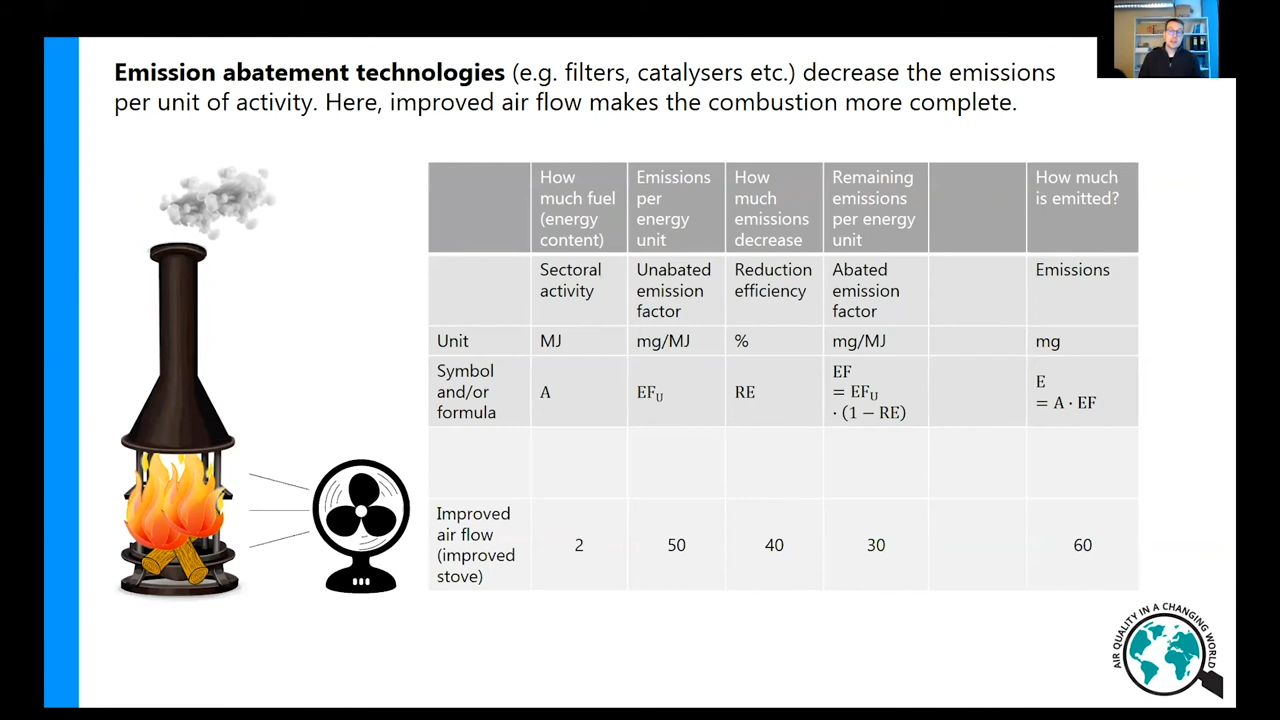 Emission abatement technologies (e.g. filters, catalysers etc.) decrease the emissions
per unit of activity. Here, improved air flow makes the combustion more complete.
How
much fuel
(energy
content)
Emissions
per
energy
unit
How
much
emissions
decrease
Remaining
emissions
per energy
unit
How much
is emitted?
Sectoral
activity
Unabated
emission
factor
Reduction
efficiency
Abated
emission
factor
Emissions
Unit
MJ
mg/MJ
%
mg/MJ
mg
Symbol
and/or
formula
A
EF_U
RE
EF
= EF_U
· (1 − RE)
E
= A · EF
Improved
air flow
(improved
stove)
2
50
40
30
60
AIR QUALITY IN A CHANGING WORLD